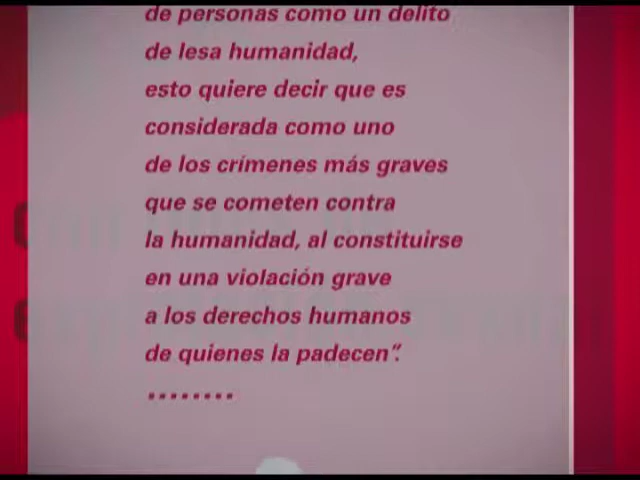 de personas como un delito
de lesa humanidad,
esto quiere decir que es
considerada como uno
de los crímenes más graves
que se cometen contra
la humanidad, al constituirse
en una violación grave
a los derechos humanos
de quienes la padecen”.
........